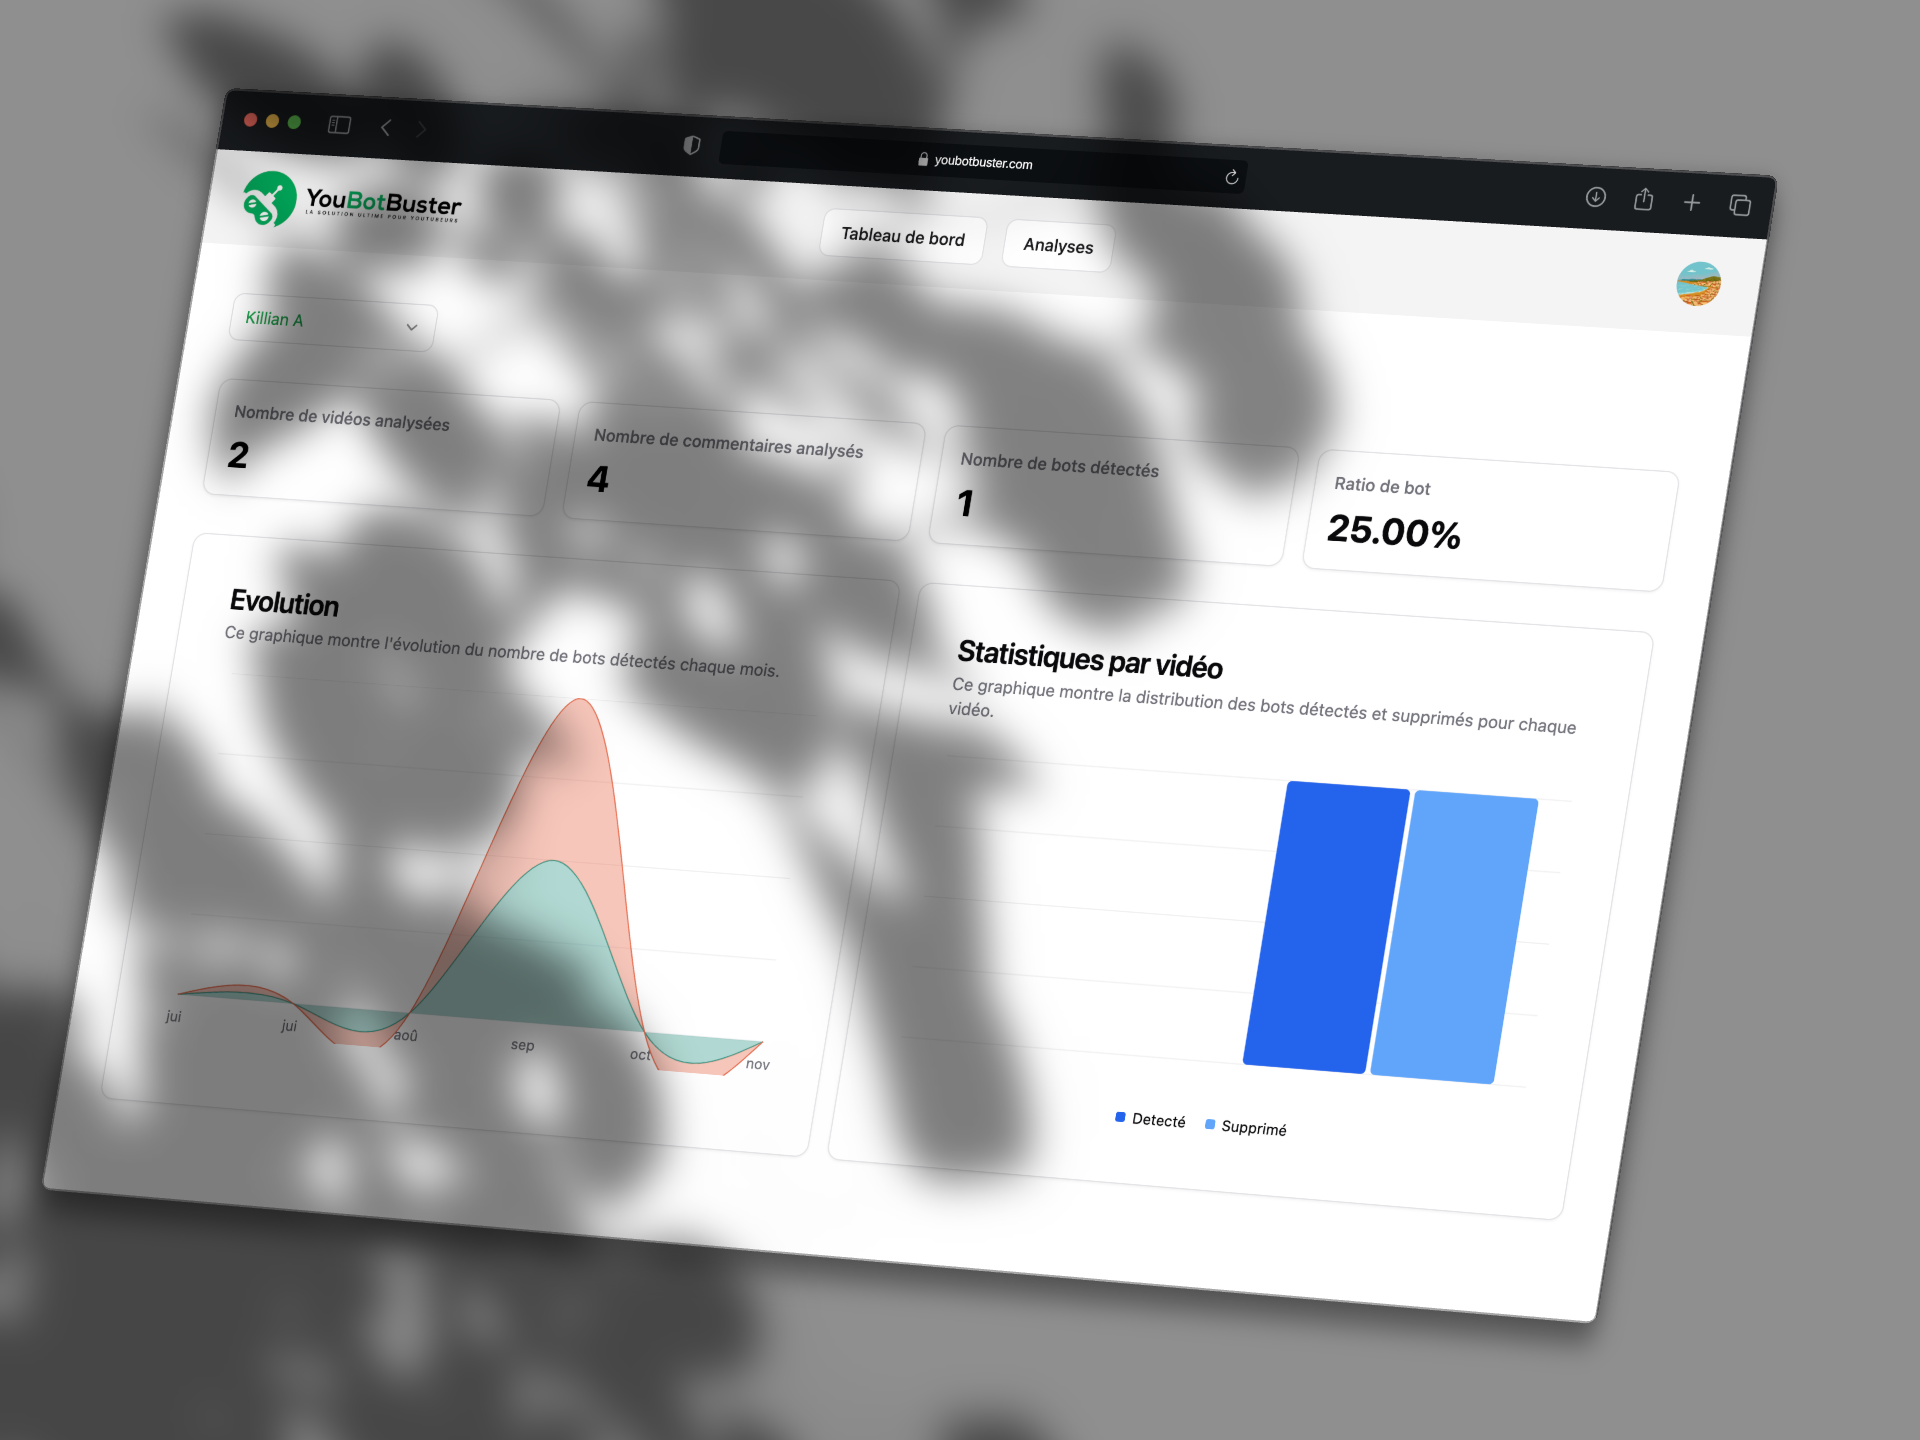 youbotbuster.com
YouBotBuster
LA SOLUTION ULTIME POUR YOUTUBEURS
Tableau de bord
Analyses
Killian A
Nombre de vidéos analysées
2
Nombre de commentaires analysés
4
Nombre de bots détectés
1
Ratio de bot
25.00%
Evolution
Ce graphique montre l'évolution du nombre de bots détectés chaque mois.
jui
jui
aoû
sep
oct
nov
Statistiques par vidéo
Ce graphique montre la distribution des bots détectés et supprimés pour chaque
vidéo.
Detecté
Supprimé